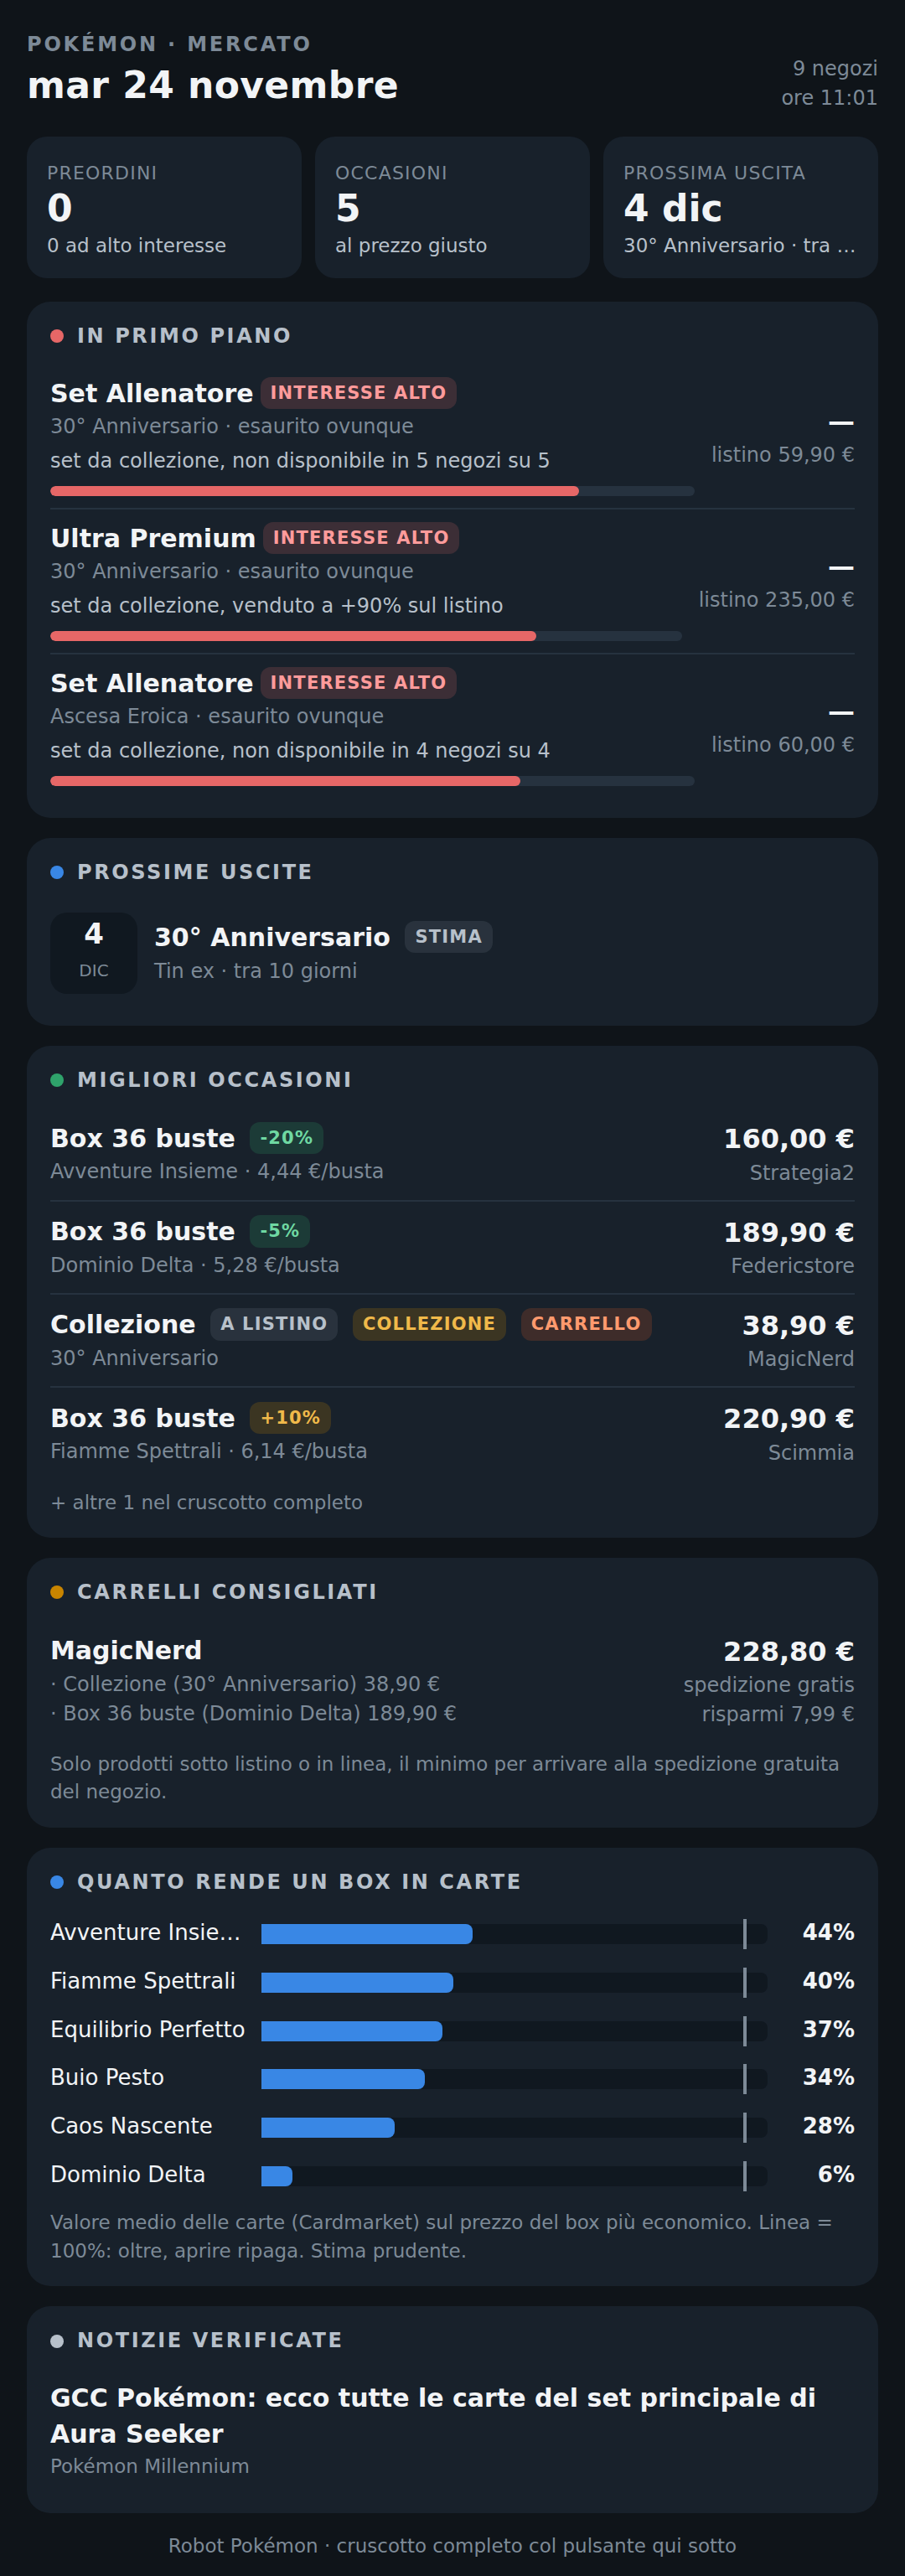 POKÉMON · MERCATO
mar 24 novembre
9 negozi
ore 11:01
PREORDINI
0
0 ad alto interesse
OCCASIONI
5
al prezzo giusto
PROSSIMA USCITA
4 dic
30° Anniversario · tra ...
IN PRIMO PIANO
Set Allenatore INTERESSE ALTO
30° Anniversario · esaurito ovunque
set da collezione, non disponibile in 5 negozi su 5
—
listino 59,90 €
Ultra Premium INTERESSE ALTO
30° Anniversario · esaurito ovunque
set da collezione, venduto a +90% sul listino
—
listino 235,00 €
Set Allenatore INTERESSE ALTO
Ascesa Eroica · esaurito ovunque
set da collezione, non disponibile in 4 negozi su 4
—
listino 60,00 €
PROSSIME USCITE
4
DIC
30° Anniversario STIMA
Tin ex · tra 10 giorni
MIGLIORI OCCASIONI
Box 36 buste -20%
Avventure Insieme · 4,44 €/busta
160,00 €
Strategia2
Box 36 buste -5%
Dominio Delta · 5,28 €/busta
189,90 €
Federicstore
Collezione A LISTINO COLLEZIONE CARRELLO
30° Anniversario
38,90 €
MagicNerd
Box 36 buste +10%
Fiamme Spettrali · 6,14 €/busta
220,90 €
Scimmia
+ altre 1 nel cruscotto completo
CARRELLI CONSIGLIATI
MagicNerd
· Collezione (30° Anniversario) 38,90 €
· Box 36 buste (Dominio Delta) 189,90 €
228,80 €
spedizione gratis
risparmi 7,99 €
Solo prodotti sotto listino o in linea, il minimo per arrivare alla spedizione gratuita
del negozio.
QUANTO RENDE UN BOX IN CARTE
Avventure Insie... 44%
Fiamme Spettrali 40%
Equilibrio Perfetto 37%
Buio Pesto 34%
Caos Nascente 28%
Dominio Delta 6%
Valore medio delle carte (Cardmarket) sul prezzo del box più economico. Linea =
100%: oltre, aprire ripaga. Stima prudente.
NOTIZIE VERIFICATE
GCC Pokémon: ecco tutte le carte del set principale di
Aura Seeker
Pokémon Millennium
Robot Pokémon · cruscotto completo col pulsante qui sotto